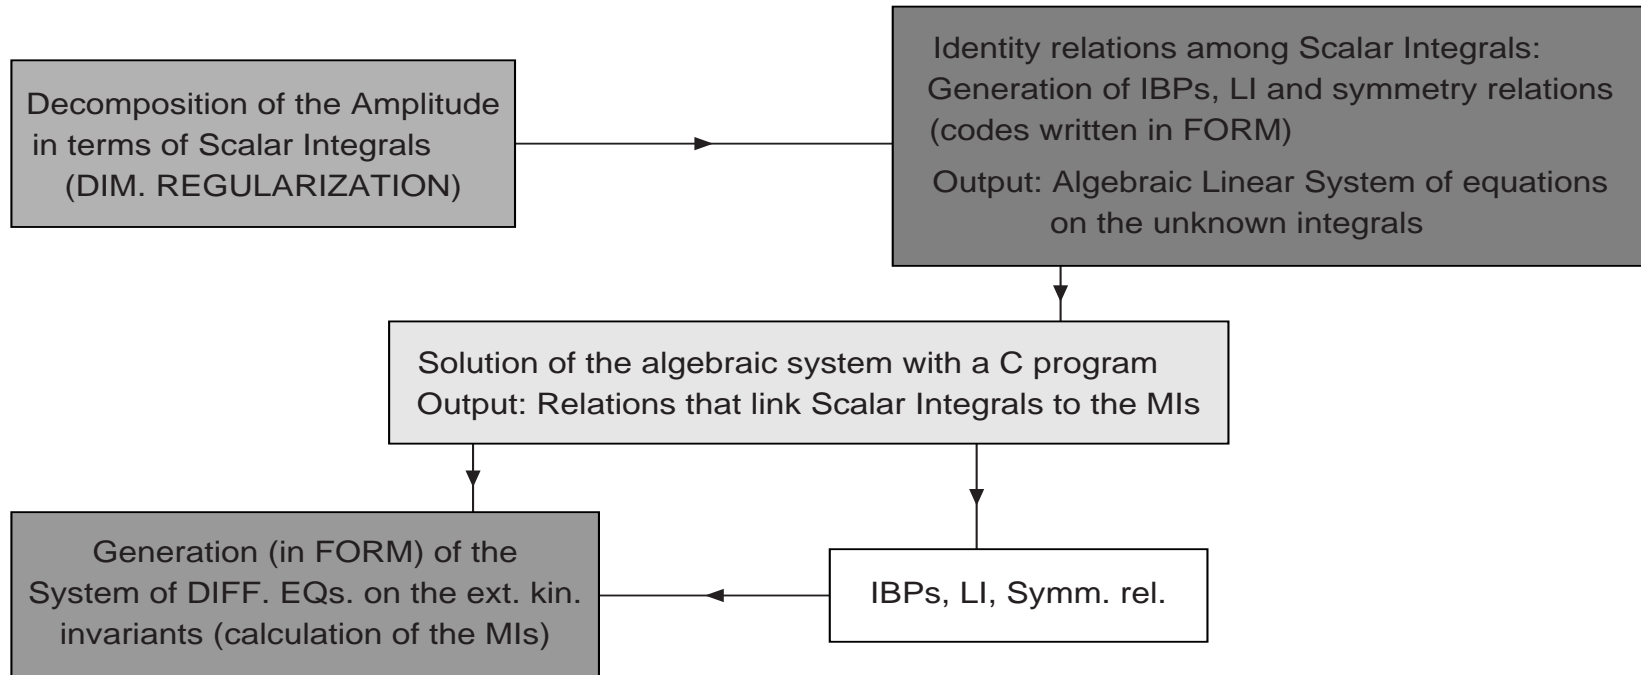 Decomposition of the Amplitude
in terms of Scalar Integrals
(DIM. REGULARIZATION)
Identity relations among Scalar Integrals:
Generation of IBPs, LI and symmetry relations
(codes written in FORM)
Output: Algebraic Linear System of equations
on the unknown integrals
Solution of the algebraic system with a C program
Output: Relations that link Scalar Integrals to the MIs
Generation (in FORM) of the
System of DIFF. EQs. on the ext. kin.
invariants (calculation of the MIs)
IBPs, LI, Symm. rel.